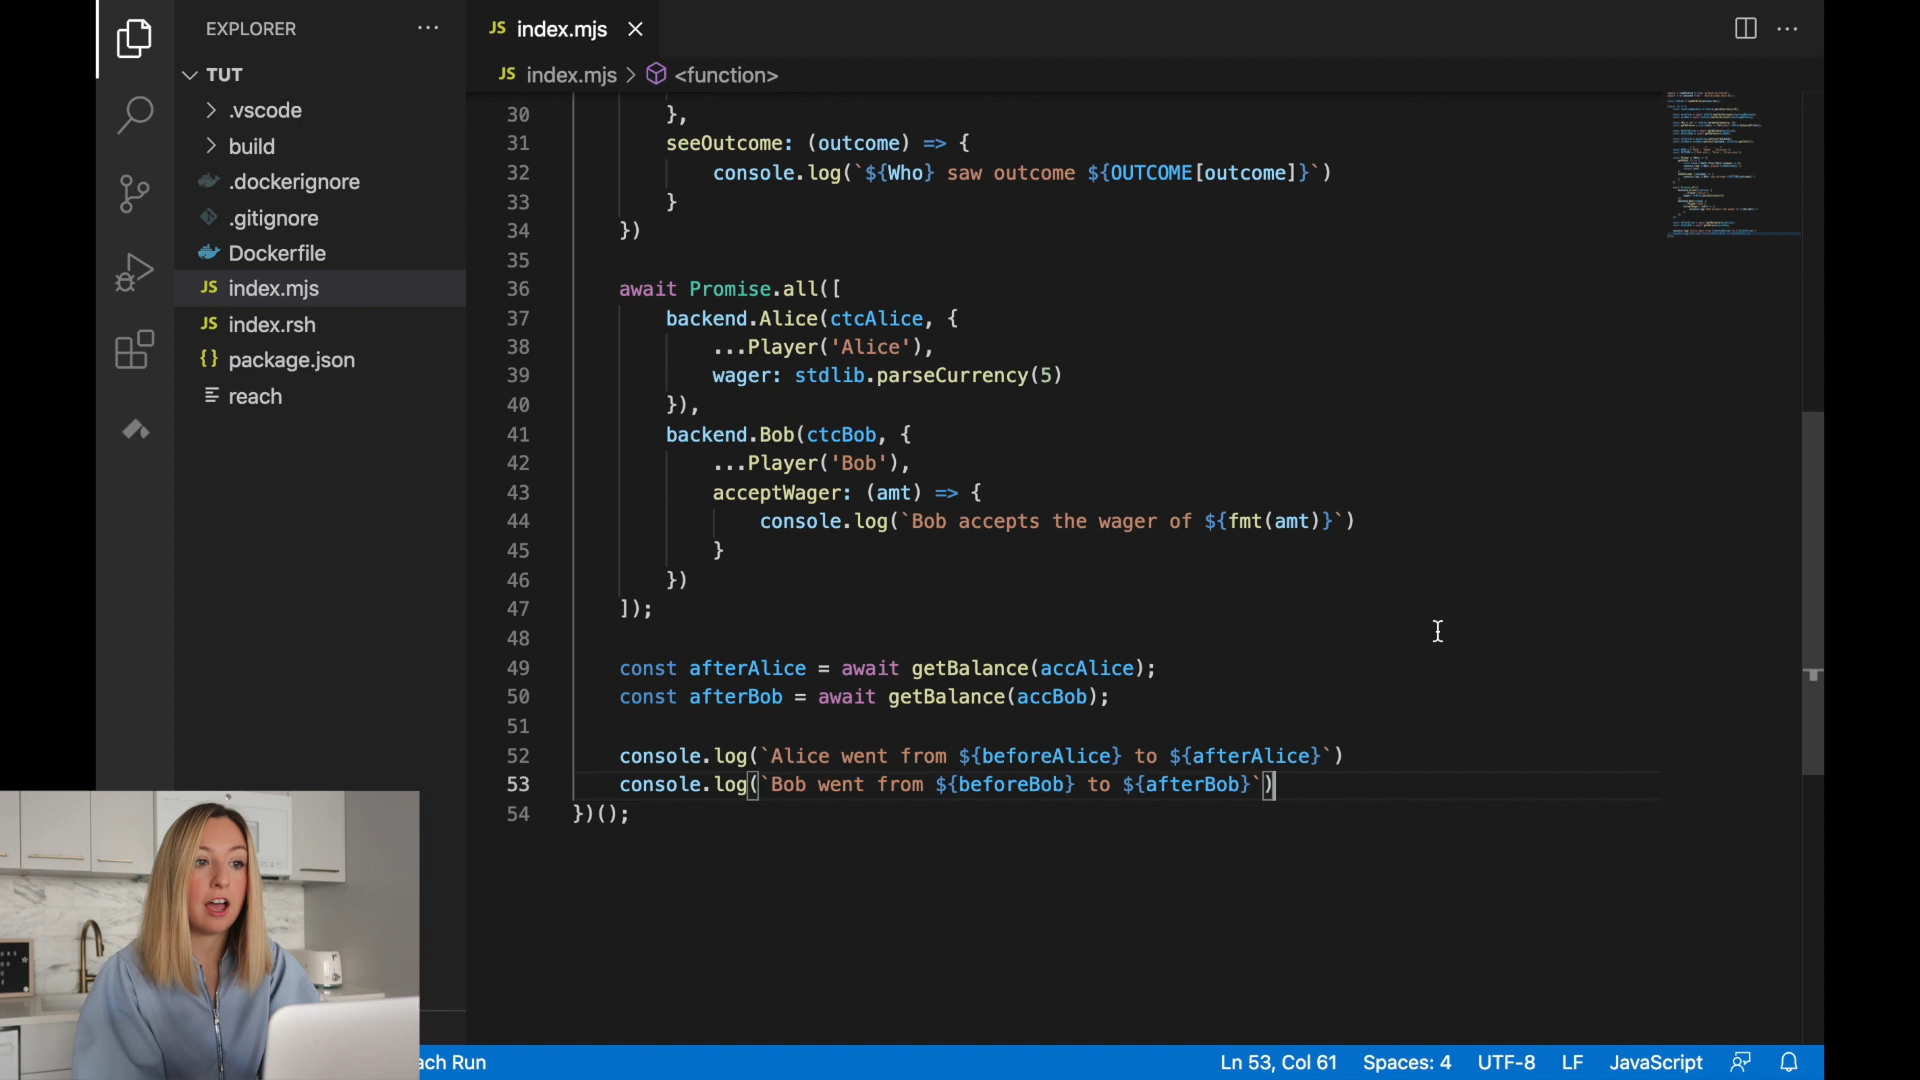 EXPLORER
TUT
.vscode
build
.dockerignore
.gitignore
Dockerfile
JS index.mjs
JS index.rsh
{} package.json
reach
JS index.mjs
JS index.mjs > <function>
30 },
31 seeOutcome: (outcome) => {
32 console.log(`${Who} saw outcome ${OUTCOME[outcome]}`)
33 }
34 })
35
36 await Promise.all([
37 backend.Alice(ctcAlice, {
38 ...Player('Alice'),
39 wager: stdlib.parseCurrency(5)
40 }),
41 backend.Bob(ctcBob, {
42 ...Player('Bob'),
43 acceptWager: (amt) => {
44 console.log(`Bob accepts the wager of ${fmt(amt)}`)
45 }
46 })
47 ]);
48
49 const afterAlice = await getBalance(accAlice);
50 const afterBob = await getBalance(accBob);
51
52 console.log(`Alice went from ${beforeAlice} to ${afterAlice}`)
53 console.log(`Bob went from ${beforeBob} to ${afterBob}`)
54 })();
ach Run
Ln 53, Col 61
Spaces: 4
UTF-8
LF
JavaScript